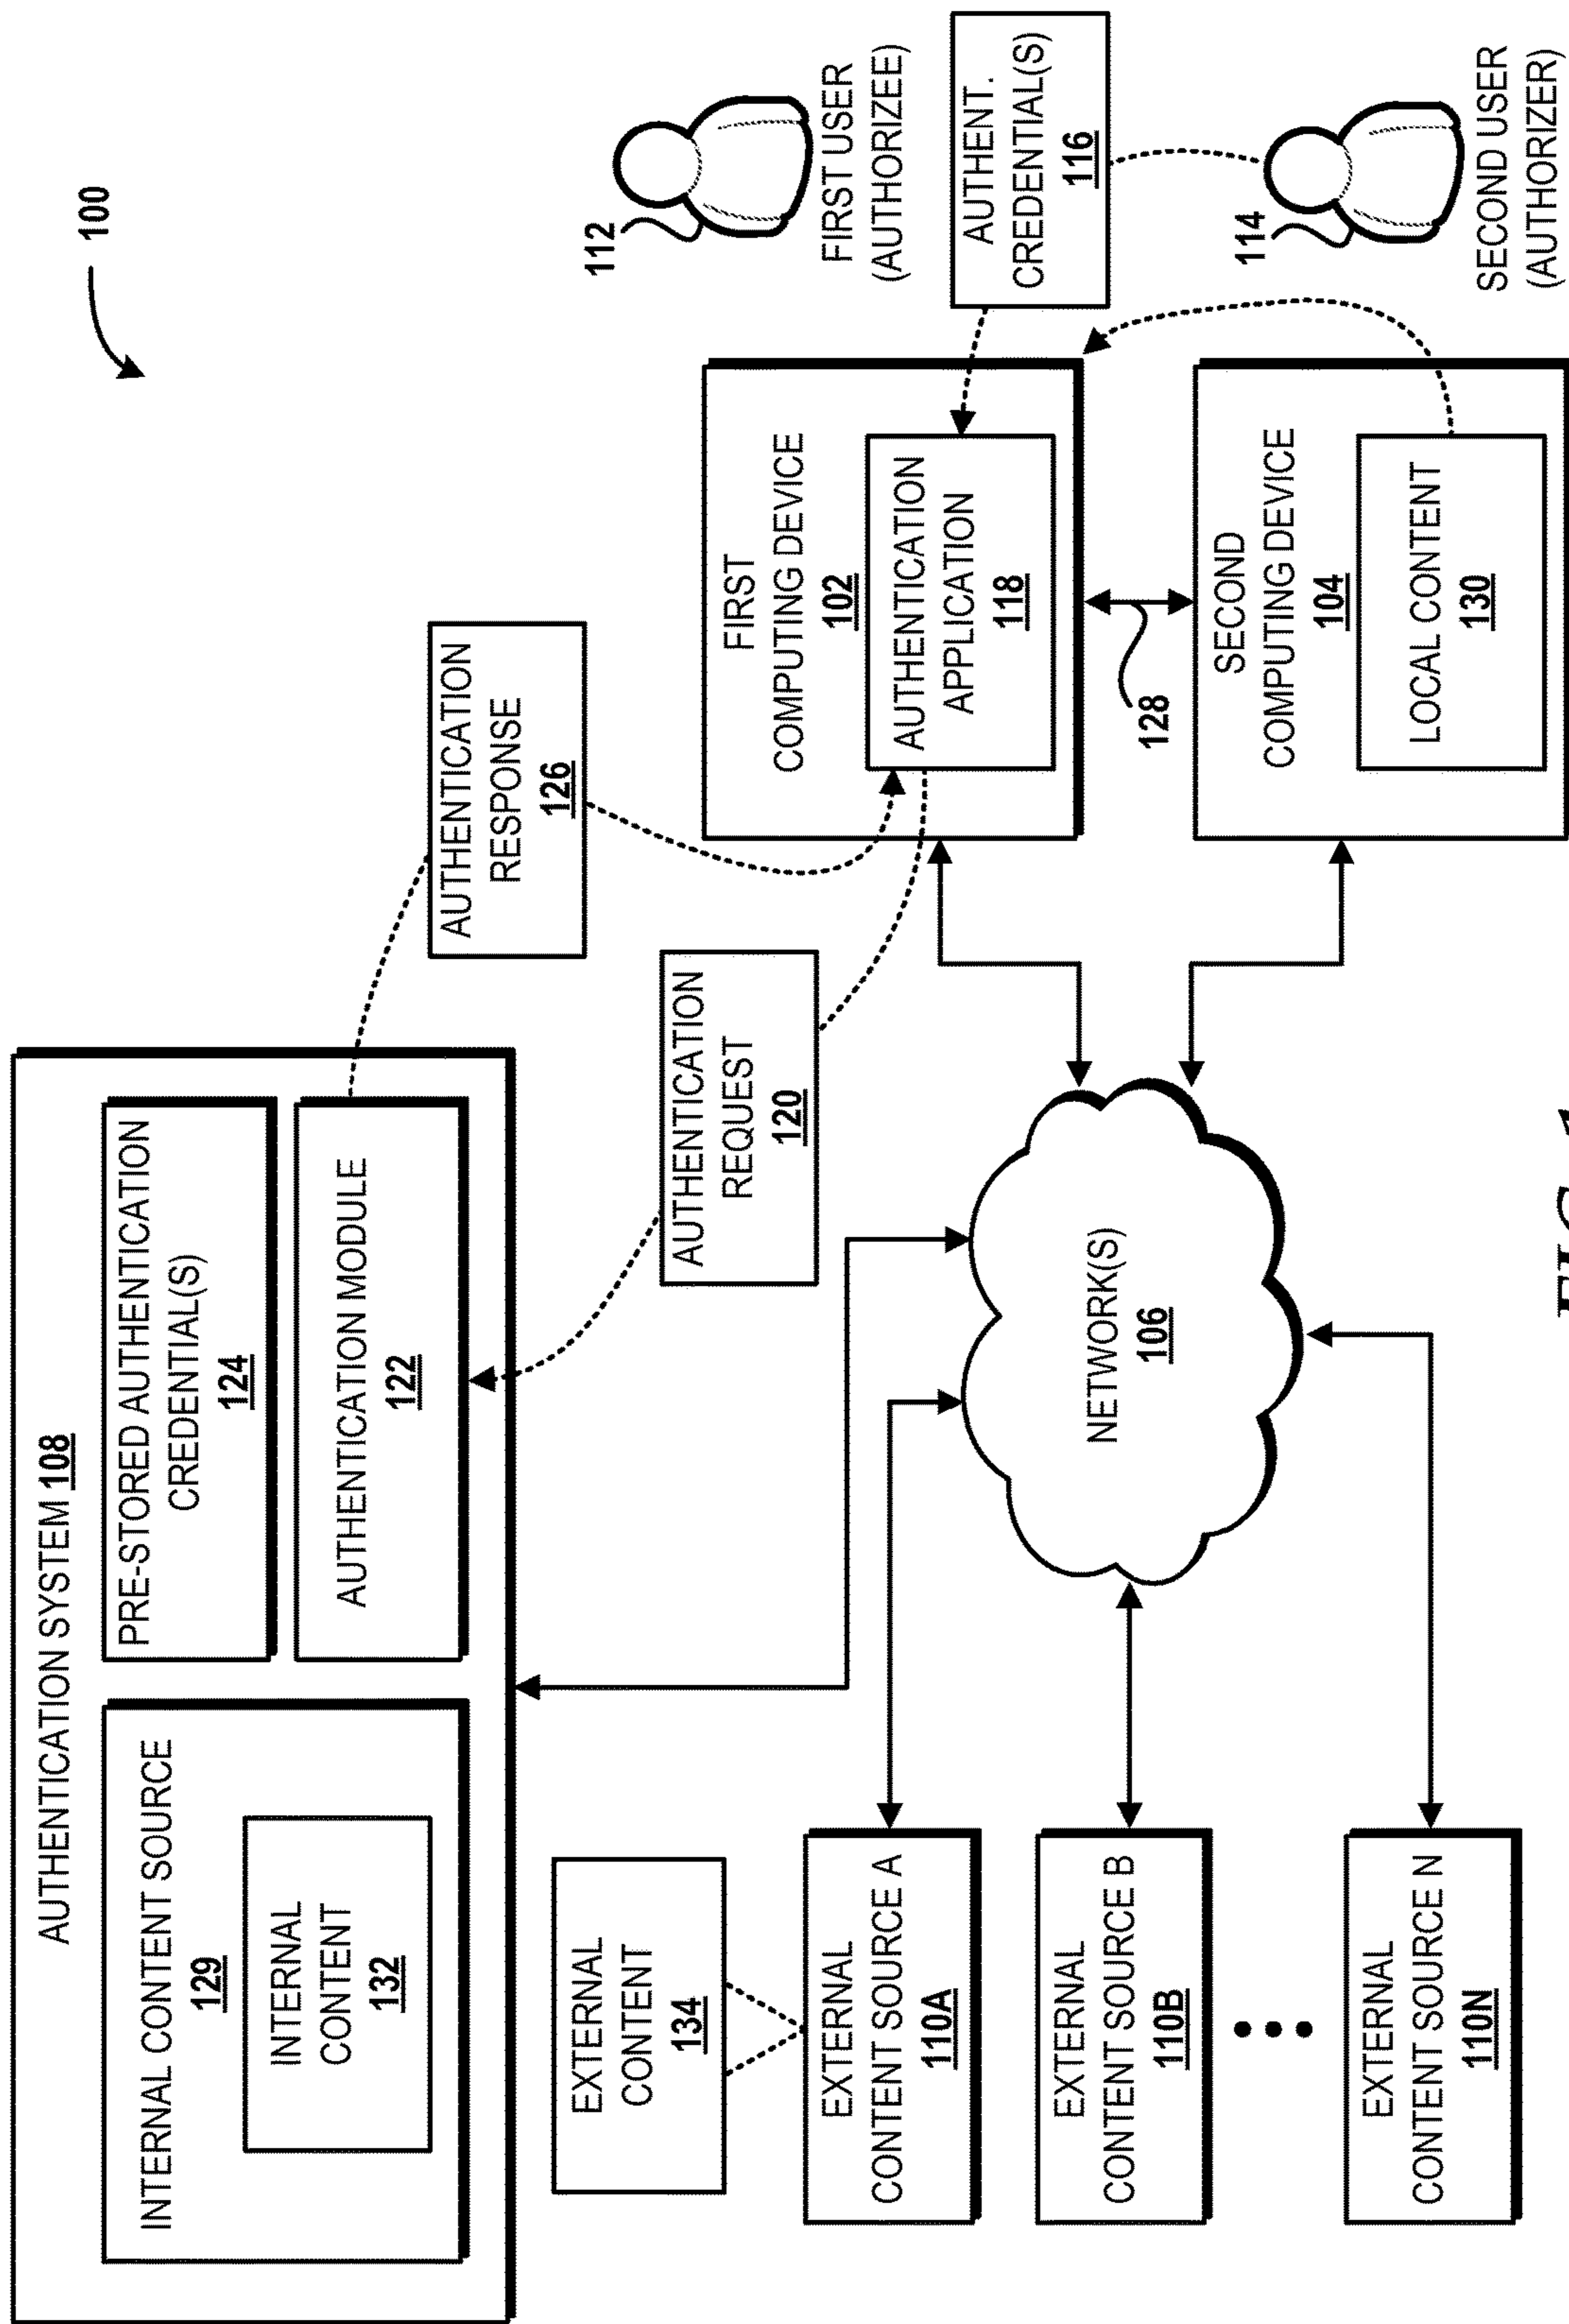 100
AUTHENTICATION SYSTEM 108
INTERNAL CONTENT SOURCE
129
INTERNAL
CONTENT
132
PRE-STORED AUTHENTICATION
CREDENTIAL(S)
124
AUTHENTICATION MODULE
122
AUTHENTICATION
RESPONSE
126
AUTHENTICATION
REQUEST
120
EXTERNAL
CONTENT
134
EXTERNAL
CONTENT SOURCE A
110A
EXTERNAL
CONTENT SOURCE B
110B
EXTERNAL
CONTENT SOURCE N
110N
NETWORK(S)
106
FIRST
COMPUTING DEVICE
102
AUTHENTICATION
APPLICATION
118
128
SECOND
COMPUTING DEVICE
104
LOCAL CONTENT
130
112
FIRST USER
(AUTHORIZEE)
AUTHENT.
CREDENTIAL(S)
116
114
SECOND USER
(AUTHORIZER)